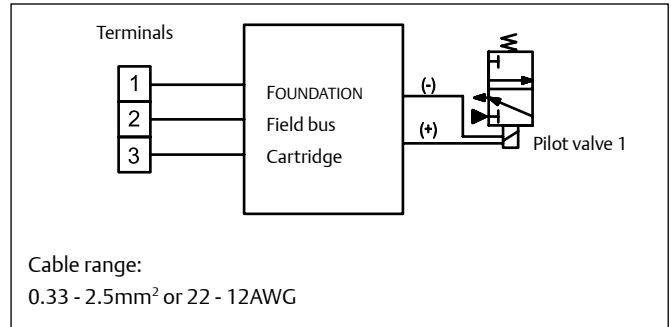 Terminals
1
2
3
FOUNDATION
Field bus
Cartridge
(-)
(+)
Pilot valve 1
Cable range:
0.33 - 2.5mm² or 22 - 12AWG